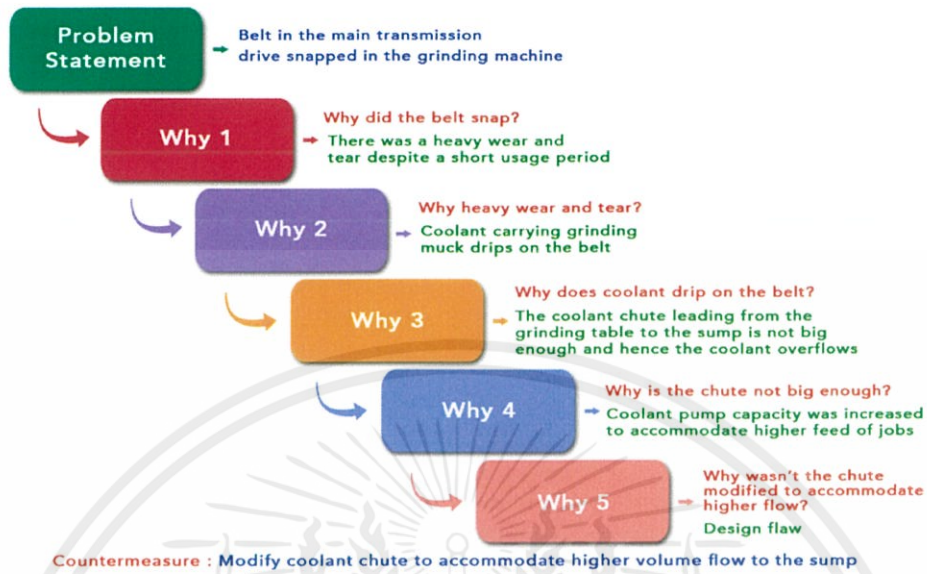 Problem
Statement
Belt in the main transmission
drive snapped in the grinding machine
Why 1
Why did the belt snap?
There was a heavy wear and
tear despite a short usage period
Why 2
Why heavy wear and tear?
Coolant carrying grinding
muck drips on the belt
Why 3
Why does coolant drip on the belt?
The coolant chute leading from the
grinding table to the sump is not big
enough and hence the coolant overflows
Why 4
Why is the chute not big enough?
Coolant pump capacity was increased
to accommodate higher feed of jobs
Why 5
Why wasn't the chute
modified to accommodate
higher flow?
Design flaw
Countermeasure : Modify coolant chute to accommodate higher volume flow to the sump